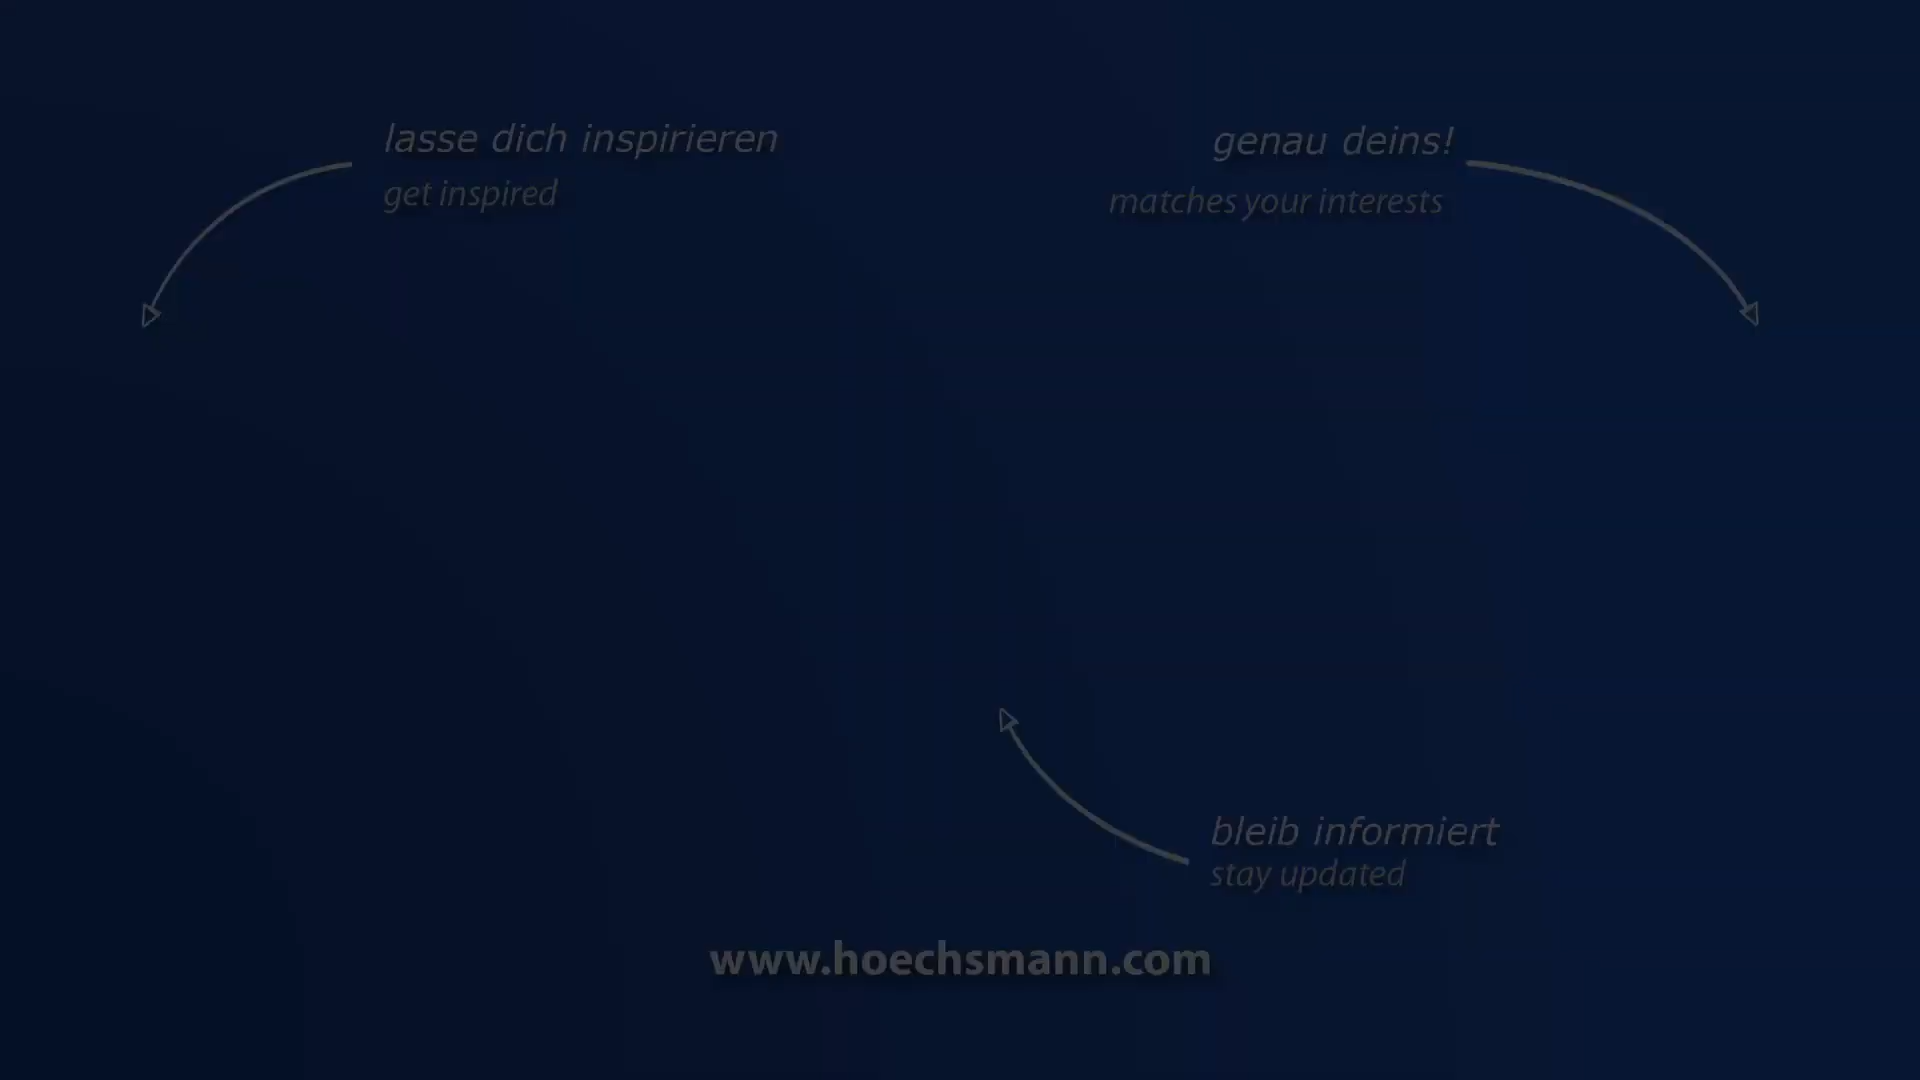 lasse dich inspirieren
get inspired
genau deins!
matches your interests
bleib informiert
stay updated
www.hoechsmann.com